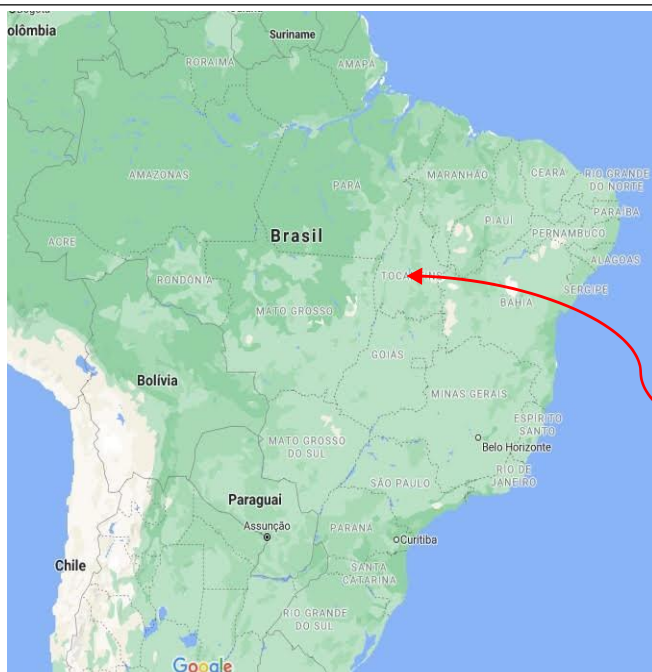 Bogotá
olômbia
Suriname
RORAIMA
AMAPÁ
AMAZONAS
PARÁ
MARANHÃO
CEARÁ
RIO GRANDE
DO NORTE
PARAÍBA
PIAUÍ
PERNAMBUCO
ACRE
Brasil
ALAGOAS
RONDÔNIA
TOCA
SERGIPE
BAHIA
MATO GROSSO
GOIÁS
Bolívia
MINAS GERAIS
ESPÍRITO
SANTO
Belo Horizonte
MATO GROSSO
DO SUL
RIO DE
JANEIRO
SÃO PAULO
Paraguai
Assunção
PARANÁ
Curitiba
Chile
SANTA
CATARINA
RIO GRANDE
DO SUL
Google